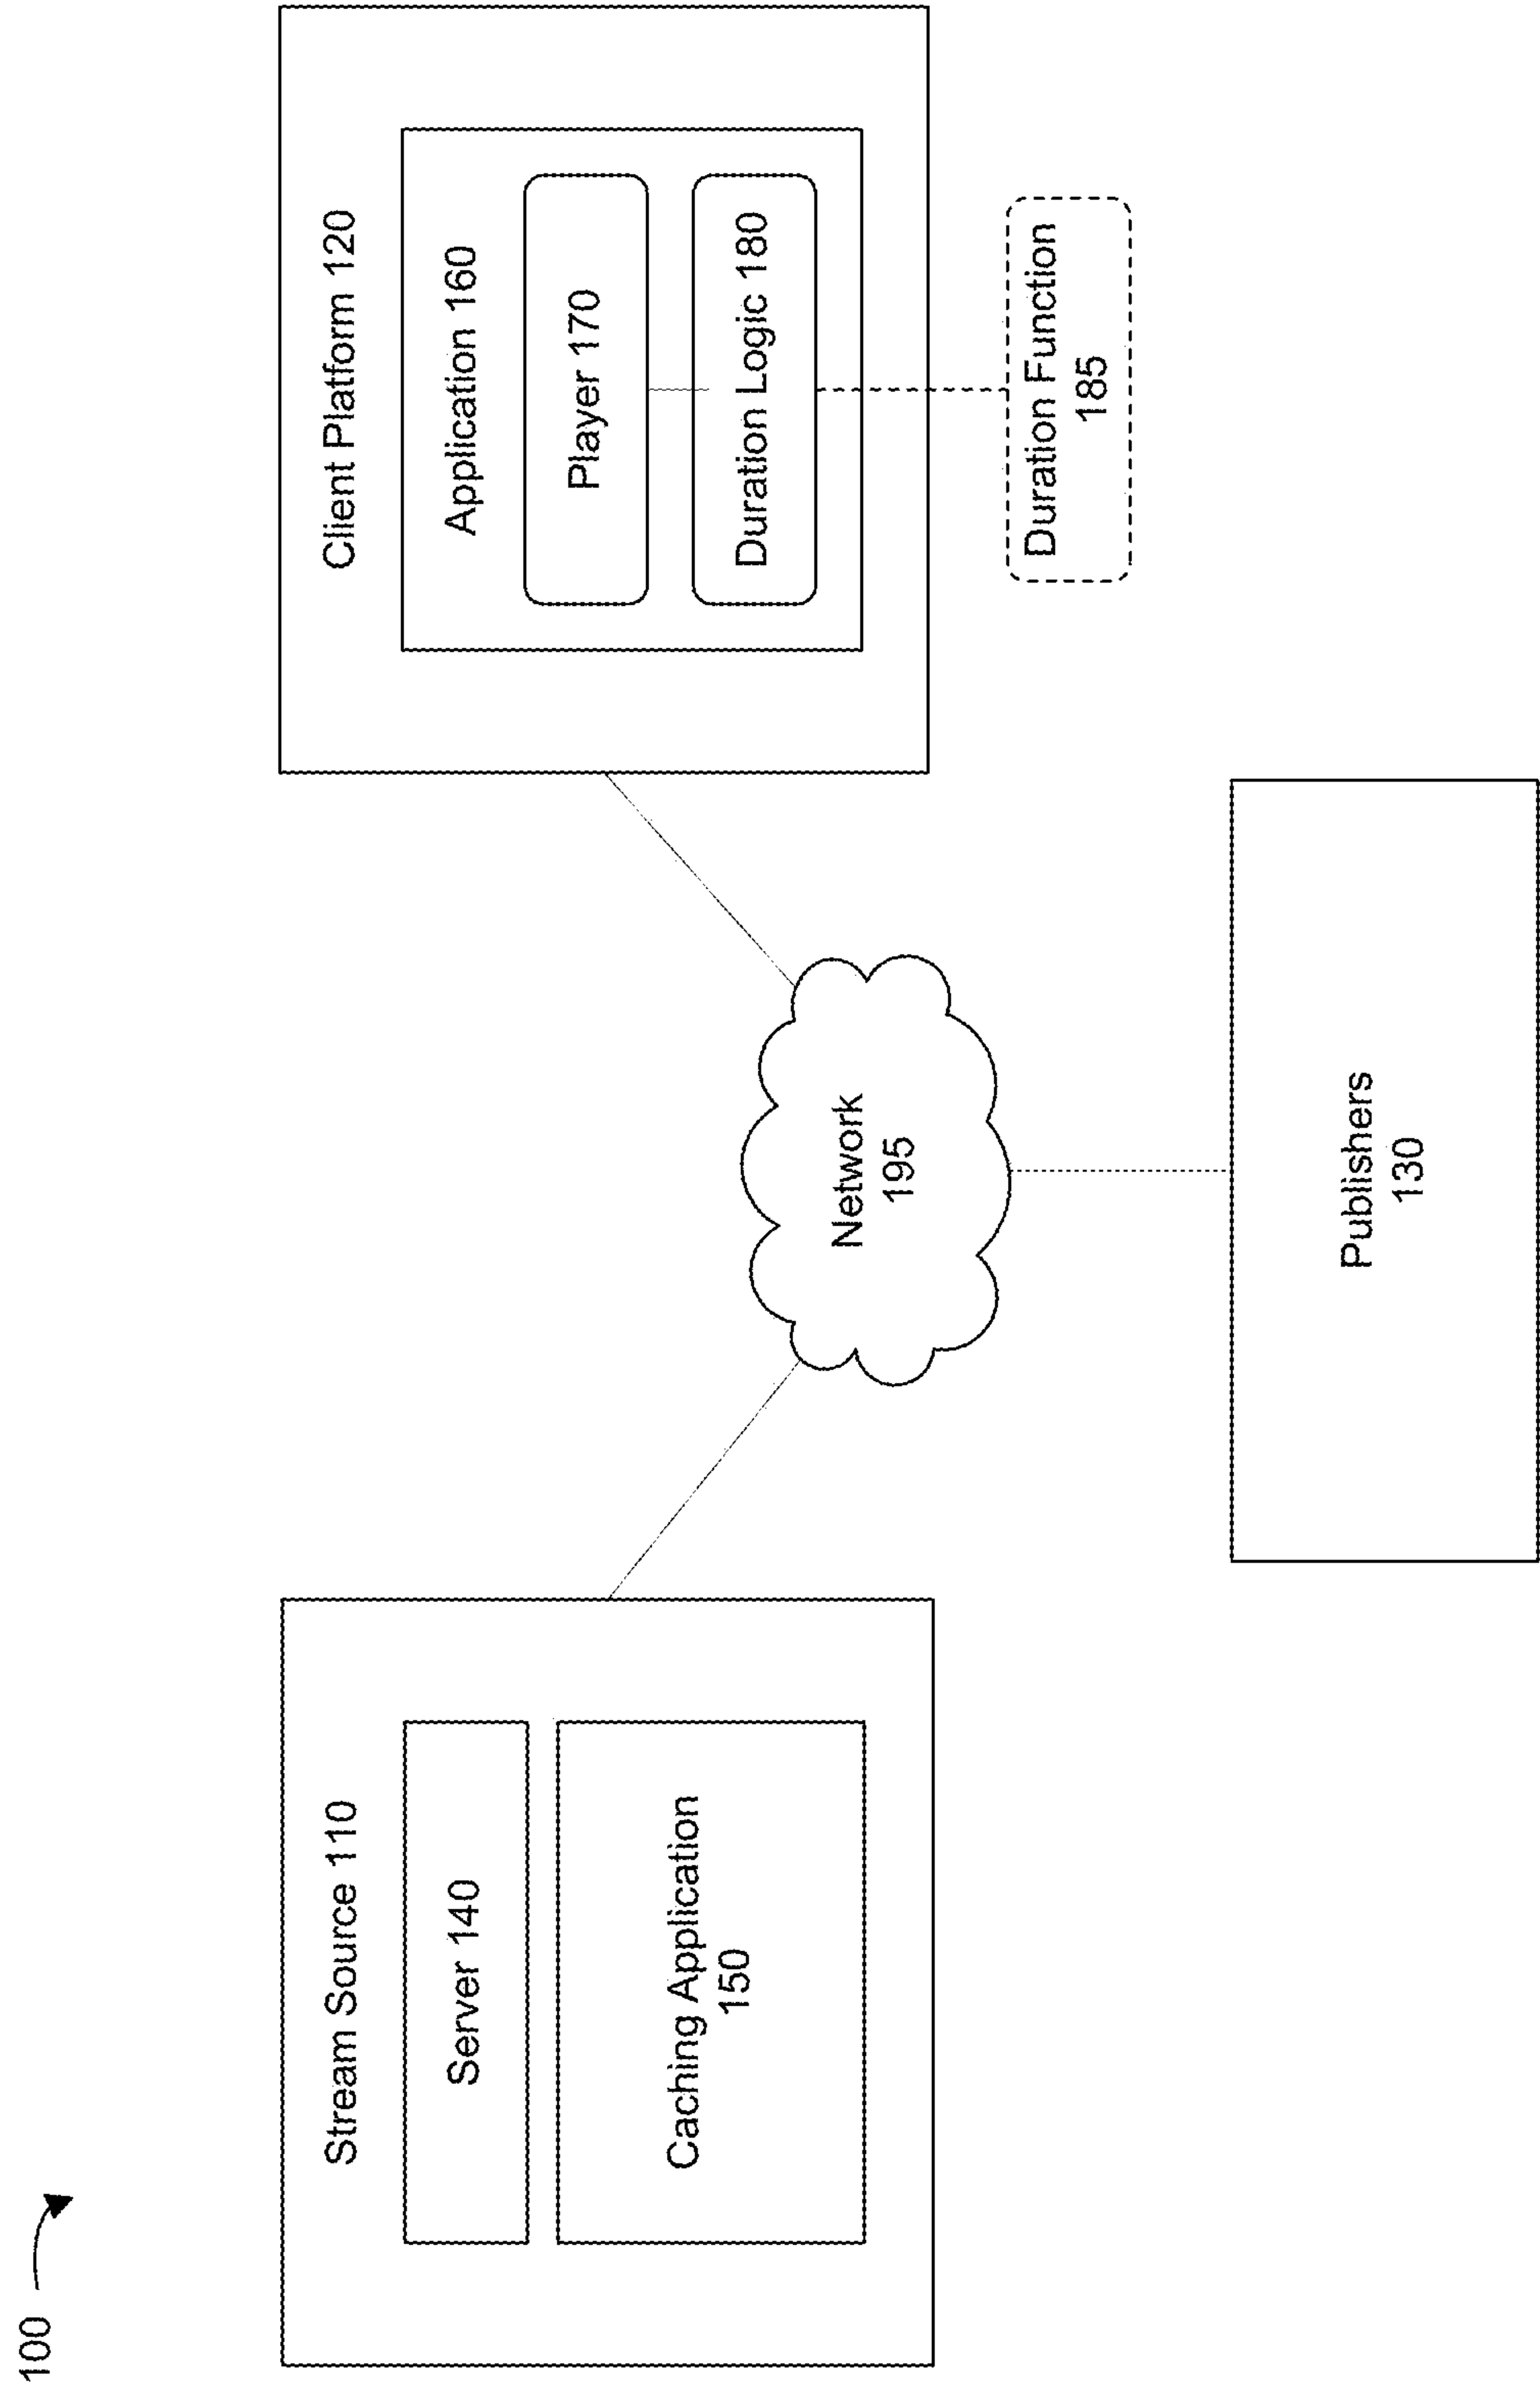 100
Stream Source 110
Server 140
Caching Application
150
Network
195
Publishers
130
Client Platform 120
Application 160
Player 170
Duration Logic 180
Duration Function
185